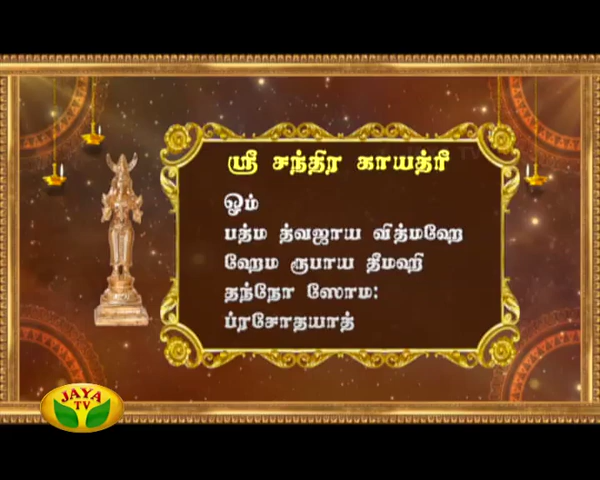 ஸ்ரீ சந்திர காயத்ரீ
ஓம்
பத்ம த்வஜாய வித்மஹே
ஹேம ரூபாய தீமஹி
தந்நோ ஸோம:
ப்ரசோதயாத்
JAYA
TV